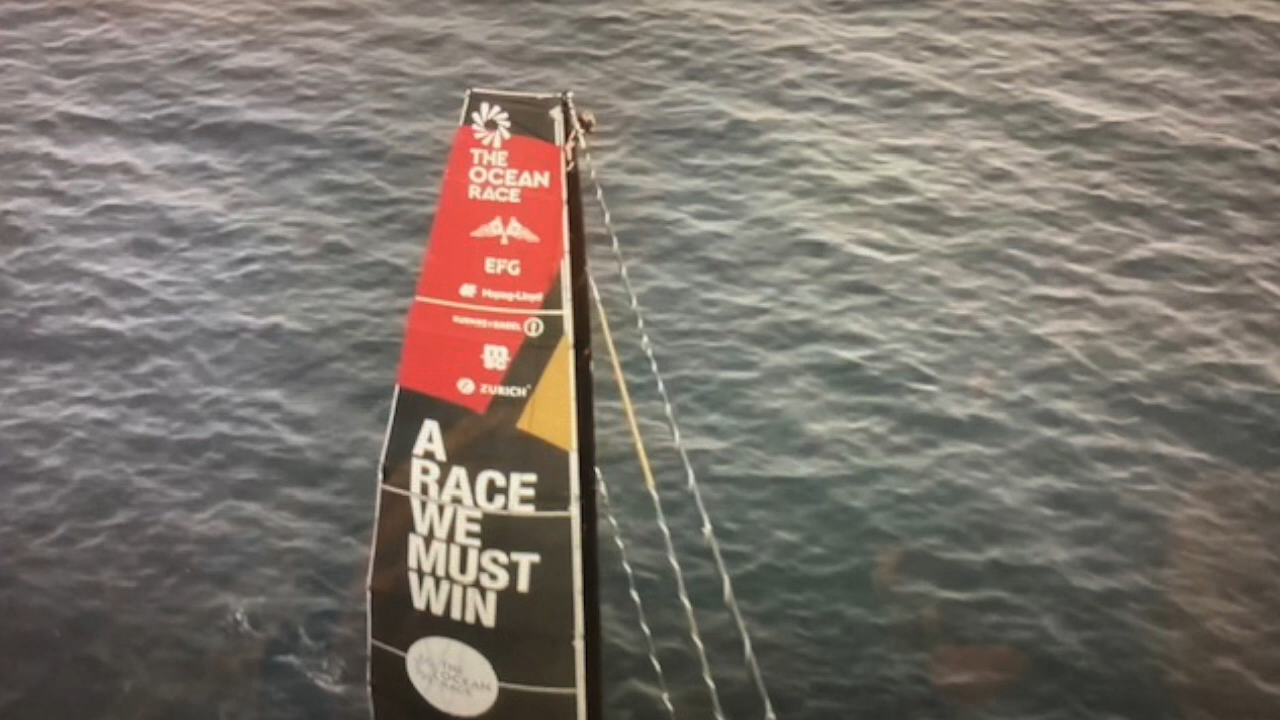 THE
OCEAN
RACE
EFG
Hapag-Lloyd
ZURICH
A
RACE
WE
MUST
WIN
THE
OCEAN
RACE